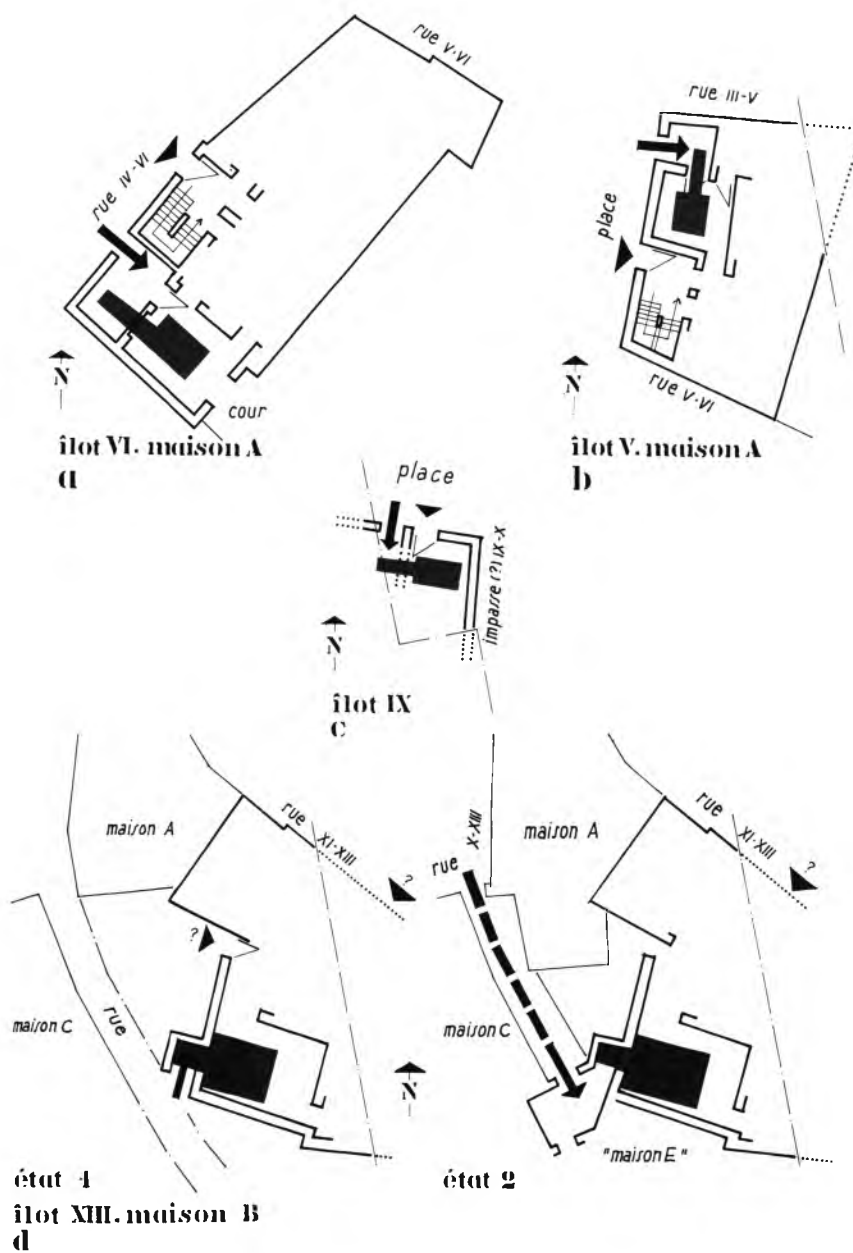 rue V-VI
rue IV-VI
N
cour
îlot VI. maison A
a
rue III-V
place
N
rue V-VI
îlot V. maison A
b
place
impasse (?) IX-X
N
îlot IX
C
maison A
rue
XI-XIII
?
?
maison C
rue
N
état 1
îlot XIII. maison B
d
rue
X-XIII
maison A
rue
XI-XIII
?
maison C
"maison E"
état 2